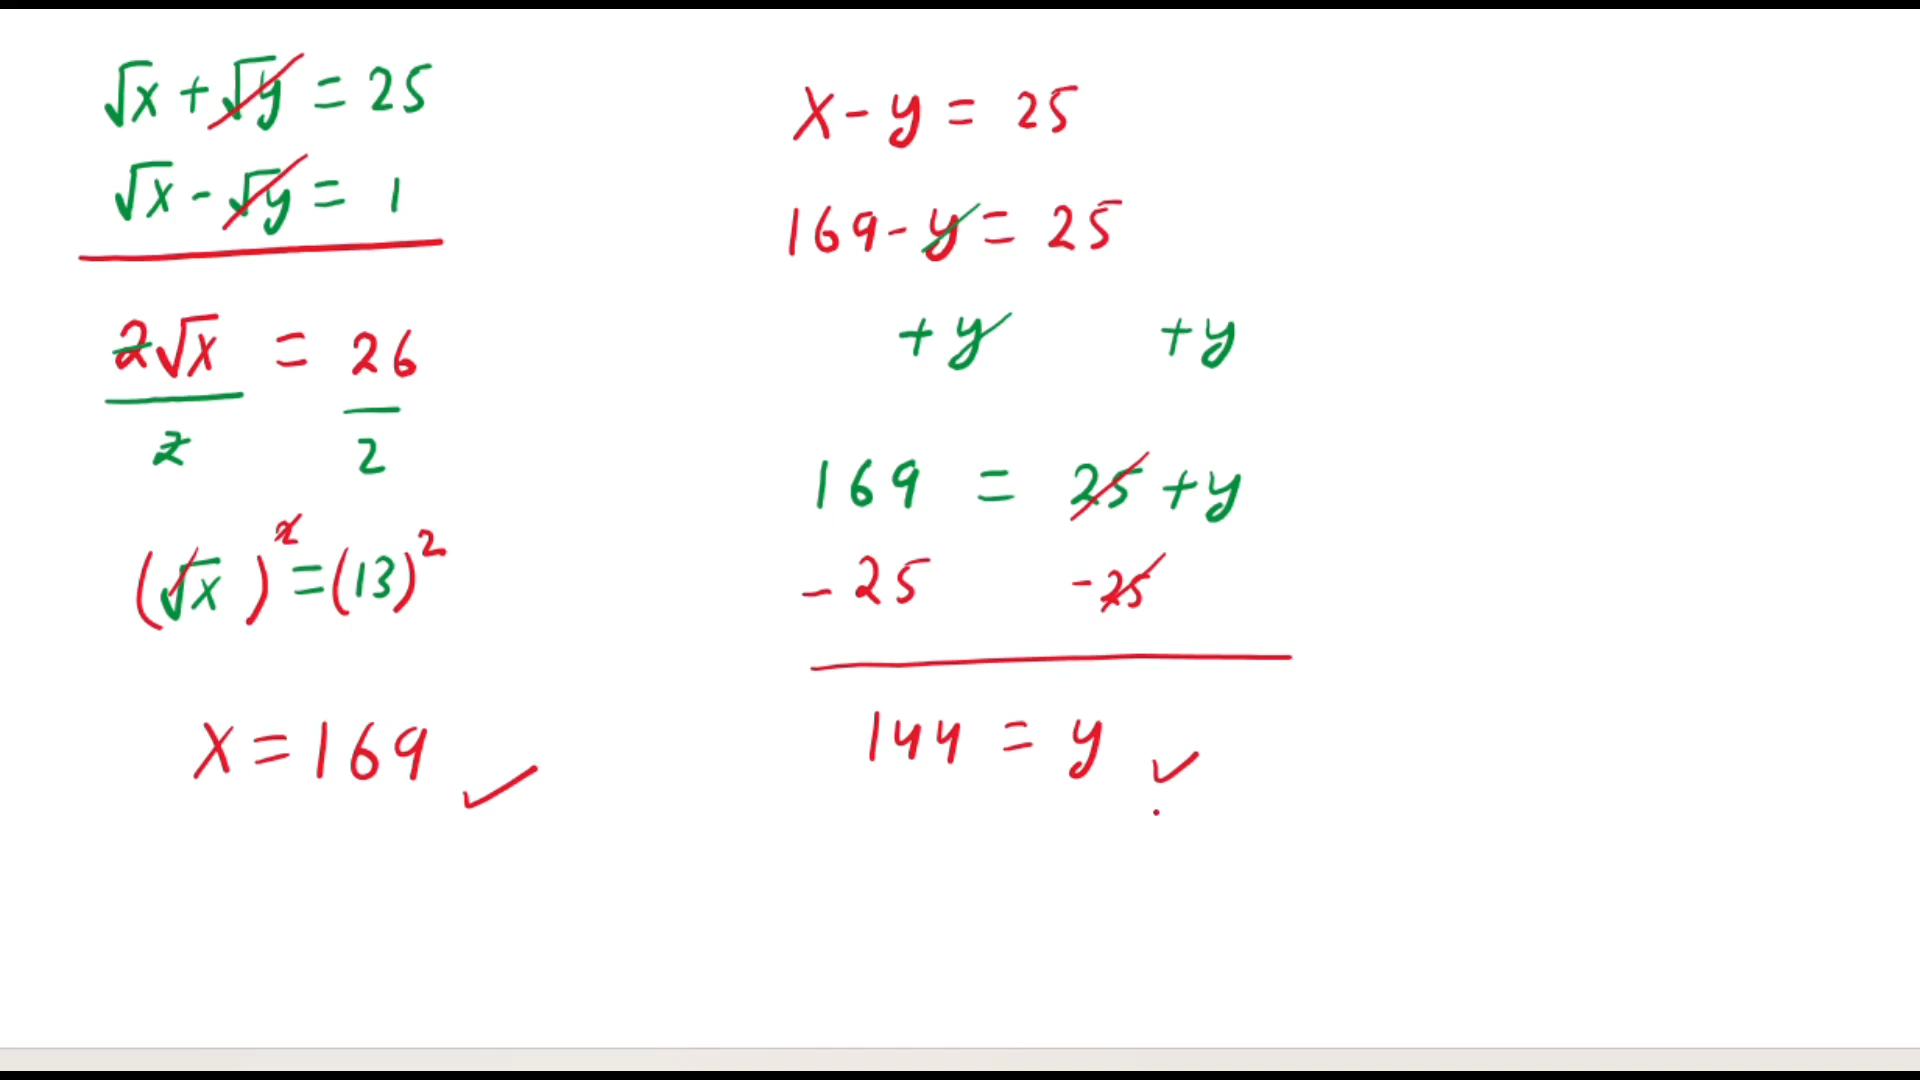 √x + √y = 25
√x - √y = 1
2√x = 26
2 2
(√x)² = (13)²
x = 169
x - y = 25
169 - y = 25
+ y + y
169 = 25 + y
- 25 - 25
144 = y